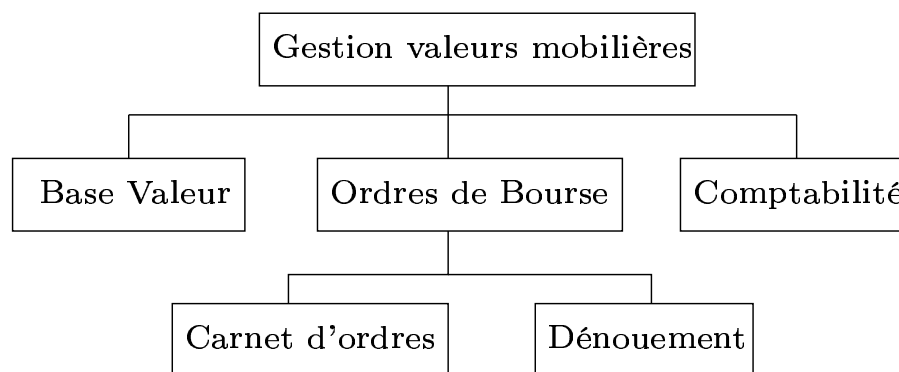 Gestion valeurs mobilières
Base Valeur
Ordres de Bourse
Comptabilité
Carnet d'ordres
Dénouement